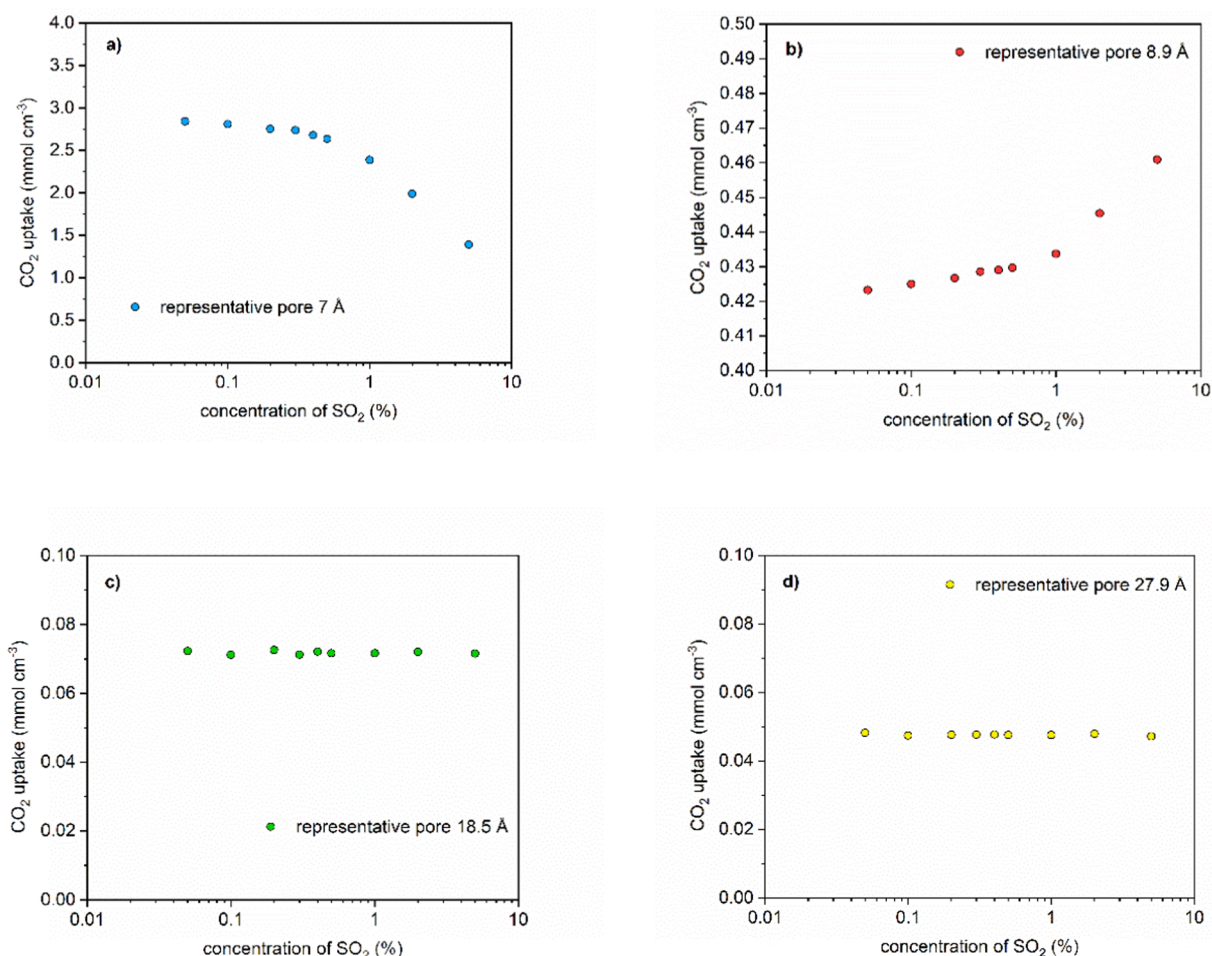 a)
4.0
3.5
3.0
2.5
2.0
1.5
1.0
0.5
0.0
CO₂ uptake (mmol cm⁻³)
representative pore 7 Å
0.01 0.1 1 10
concentration of SO₂ (%)
b)
representative pore 8.9 Å
0.50
0.49
0.48
0.47
0.46
0.45
0.44
0.43
0.42
0.41
0.40
CO₂ uptake (mmol cm⁻³)
0.01 0.1 1 10
concentration of SO₂ (%)
c)
0.10
0.08
0.06
0.04
0.02
0.00
CO₂ uptake (mmol cm⁻³)
representative pore 18.5 Å
0.01 0.1 1 10
concentration of SO₂ (%)
d)
representative pore 27.9 Å
0.10
0.08
0.06
0.04
0.02
0.00
CO₂ uptake (mmol cm⁻³)
0.01 0.1 1 10
concentration of SO₂ (%)